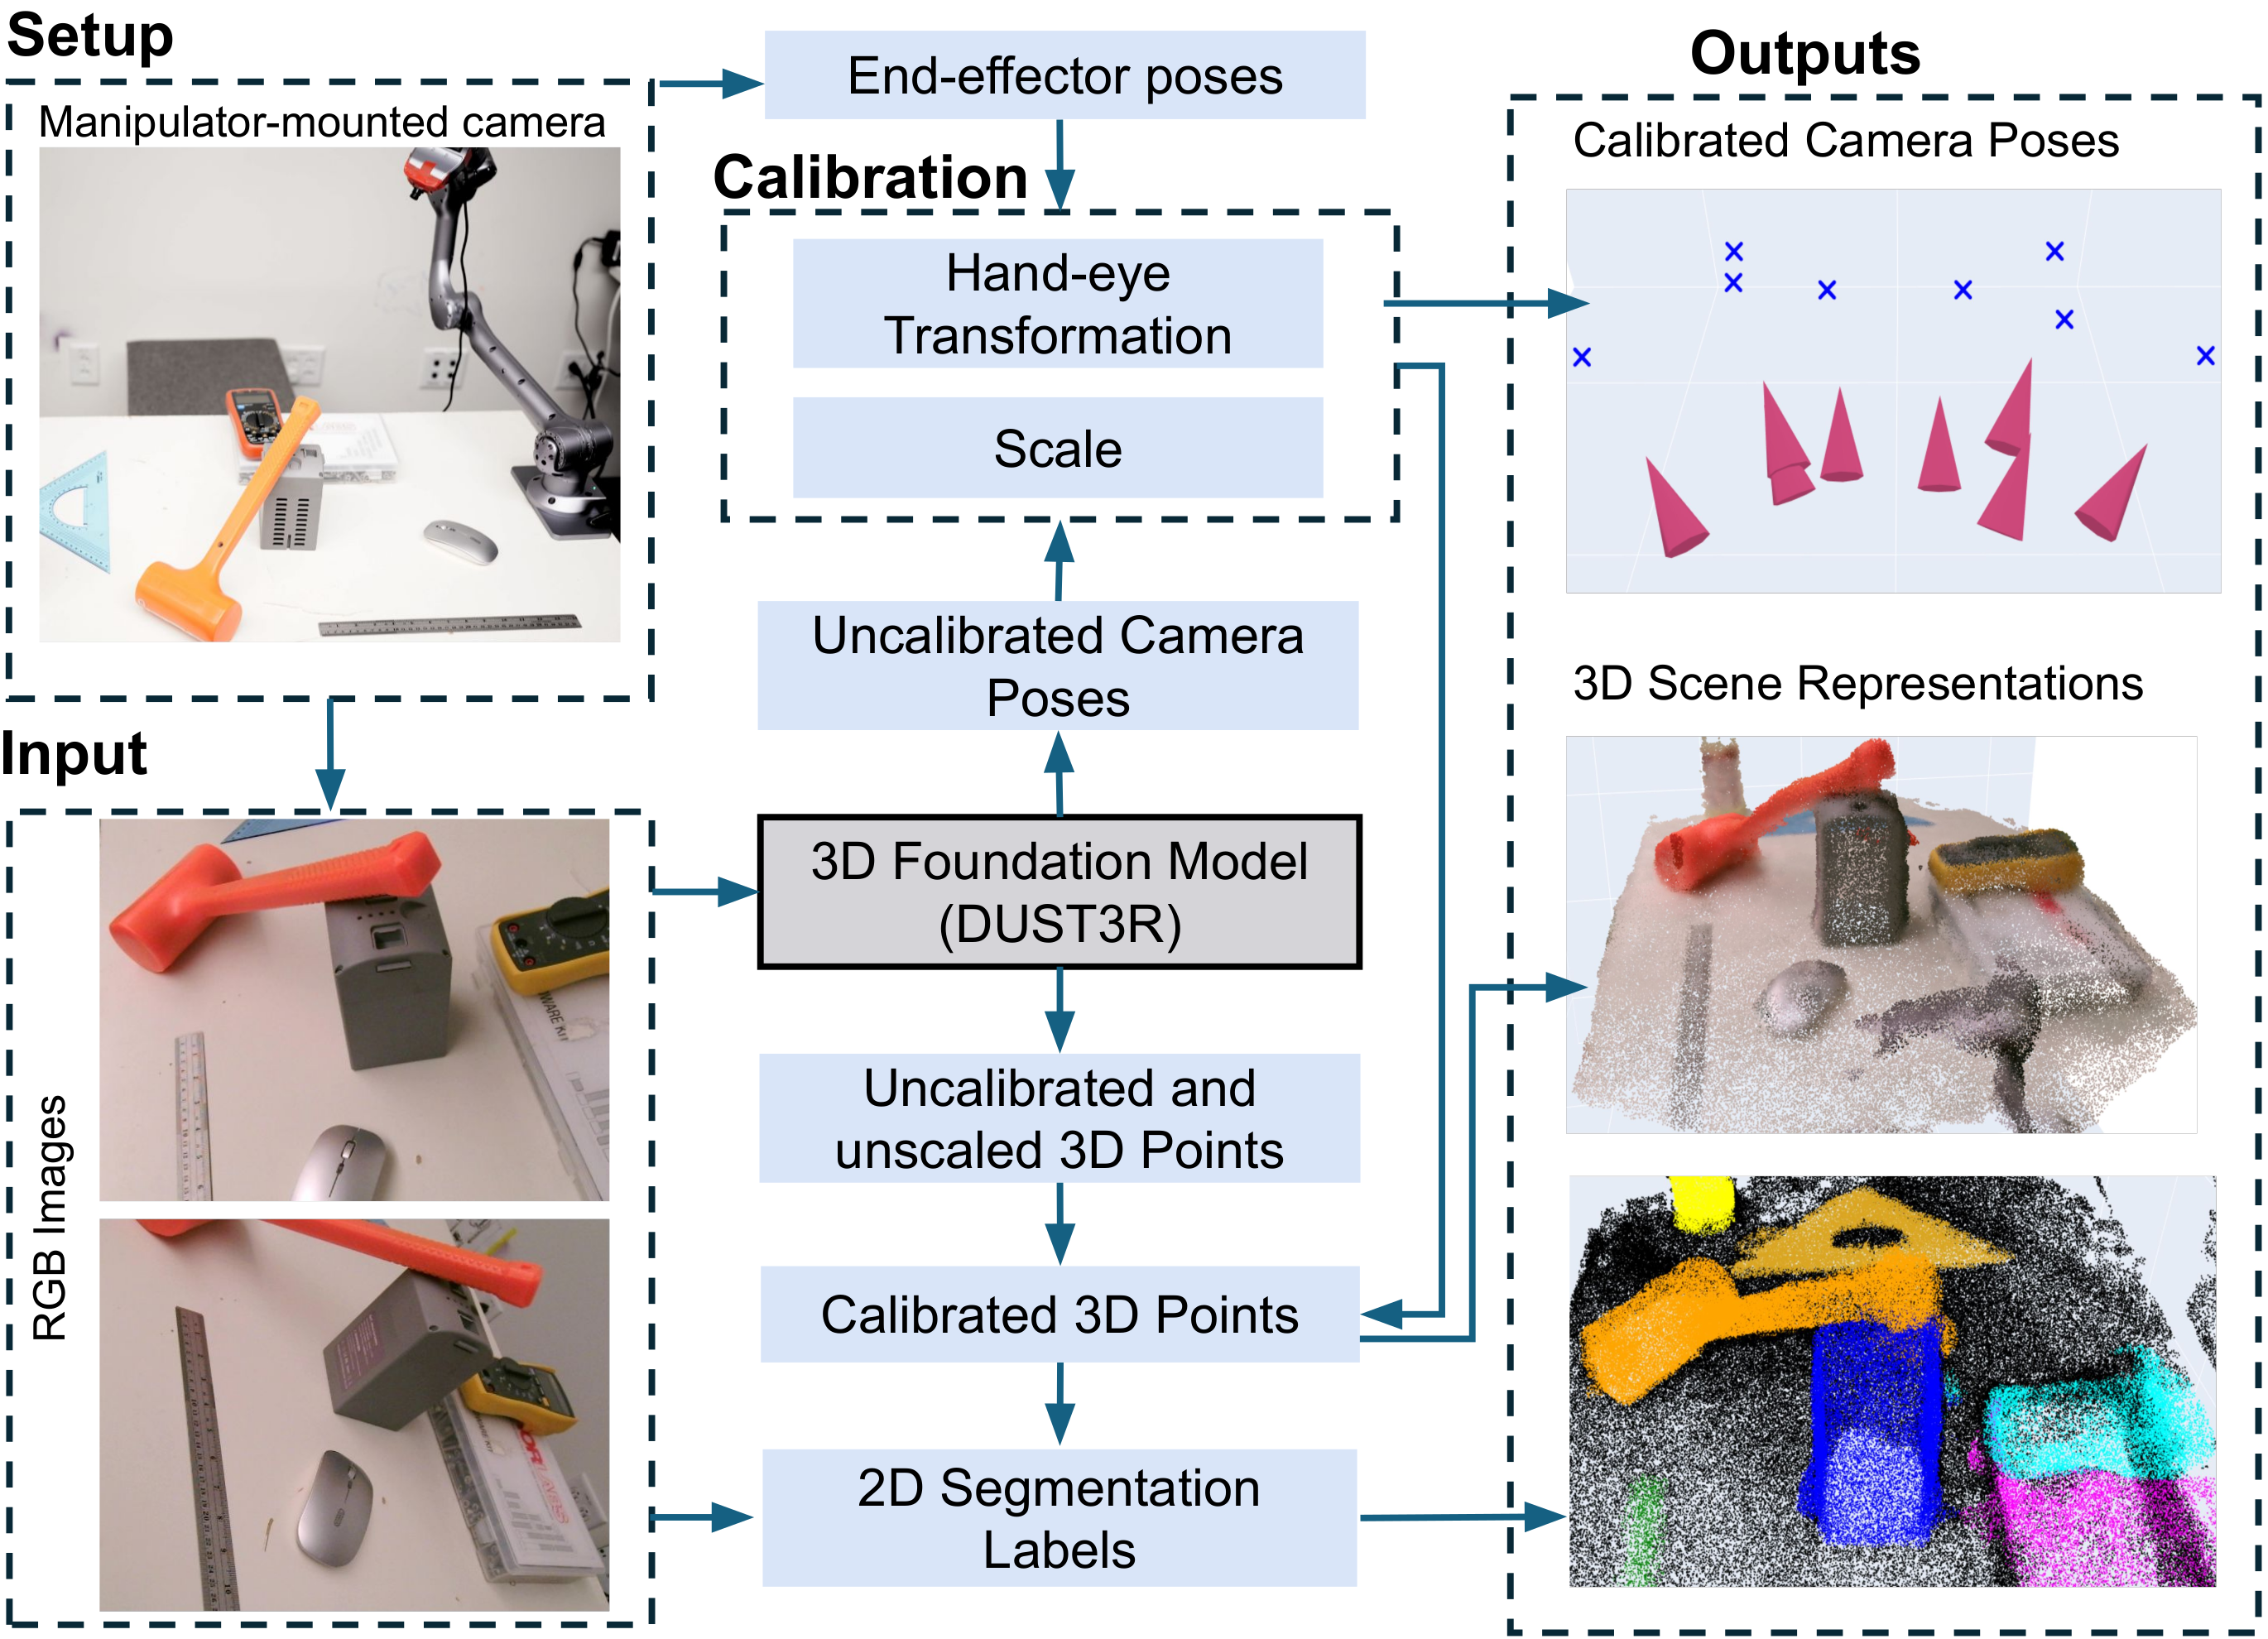 Setup
Manipulator-mounted camera
End-effector poses
Calibration
Hand-eye
Transformation
Scale
Uncalibrated Camera
Poses
Input
RGB Images
3D Foundation Model
(DUST3R)
Uncalibrated and
unscaled 3D Points
Calibrated 3D Points
2D Segmentation
Labels
Outputs
Calibrated Camera Poses
3D Scene Representations